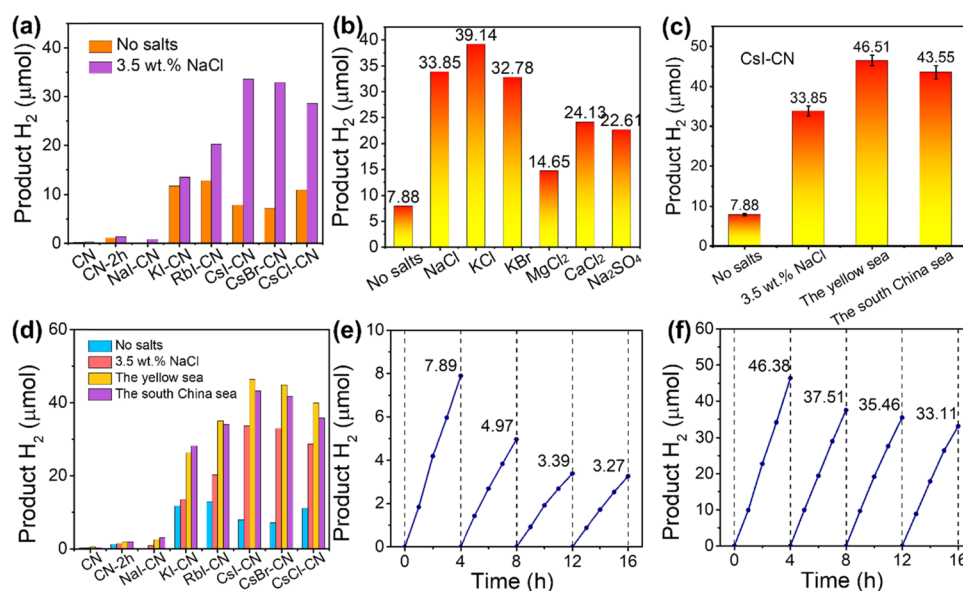 (a)
No salts
3.5 wt.% NaCl
Product H2 (μmol)
40
30
20
10
0
CN
CN-2h
NaI-CN
KI-CN
RbI-CN
CsI-CN
CsBr-CN
CsCl-CN
(b)
Product H2 (μmol)
40
35
30
25
20
15
10
5
0
7.88
33.85
39.14
32.78
14.65
24.13
22.61
No salts
NaCl
KCl
KBr
MgCl2
CaCl2
Na2SO4
(c)
CsI-CN
Product H2 (μmol)
50
40
30
20
10
0
7.88
33.85
46.51
43.55
No salts
3.5 wt.% NaCl
The yellow sea
The south China sea
(d)
No salts
3.5 wt.% NaCl
The yellow sea
The south China sea
Product H2 (μmol)
60
40
20
0
CN
CN-2h
NaI-CN
KI-CN
RbI-CN
CsI-CN
CsBr-CN
CsCl-CN
(e)
Product H2 (μmol)
10
8
6
4
2
0
7.89
4.97
3.39
3.27
0 4 8 12 16
Time (h)
(f)
Product H2 (μmol)
60
50
40
30
20
10
0
46.38
37.51
35.46
33.11
0 4 8 12 16
Time (h)